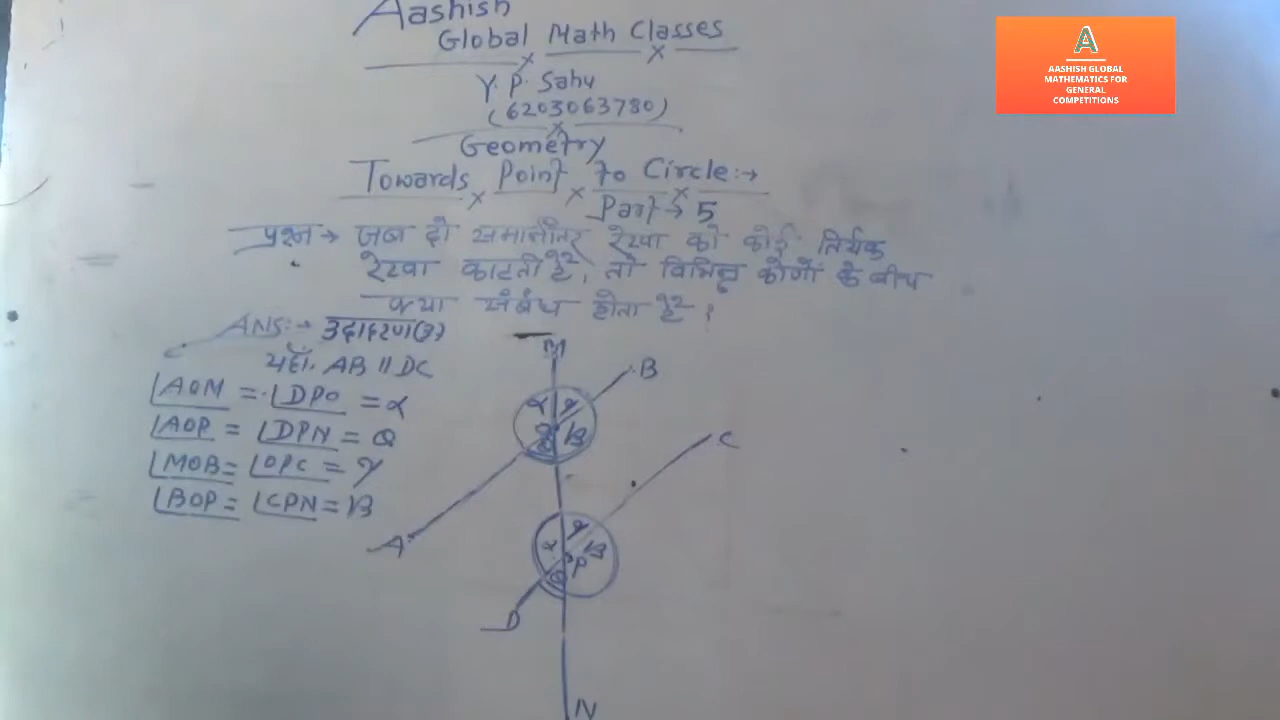 Aashish
Global Math Classes
Y. P. Sahu
(6203063780)
Geometry
Towards Point to Circle:→
Part → 5
प्रश्न → जब दो समानांतर रेखा को कोई तिर्यक
रेखा काटती है, तो विभिन्न कोणों के बीच
क्या संबंध होता है?
ANS:→ उदाहरण
यहाँ, AB || DC
∠AOM = ∠DPO = α
∠AOP = ∠DPN = θ
∠MOB = ∠OPC = γ
∠BOP = ∠CPN = β
M
B
α γ
O
θ β
C
A
γ
α β
P
θ
D
N
A
AASHISH GLOBAL
MATHEMATICS FOR
GENERAL
COMPETITIONS